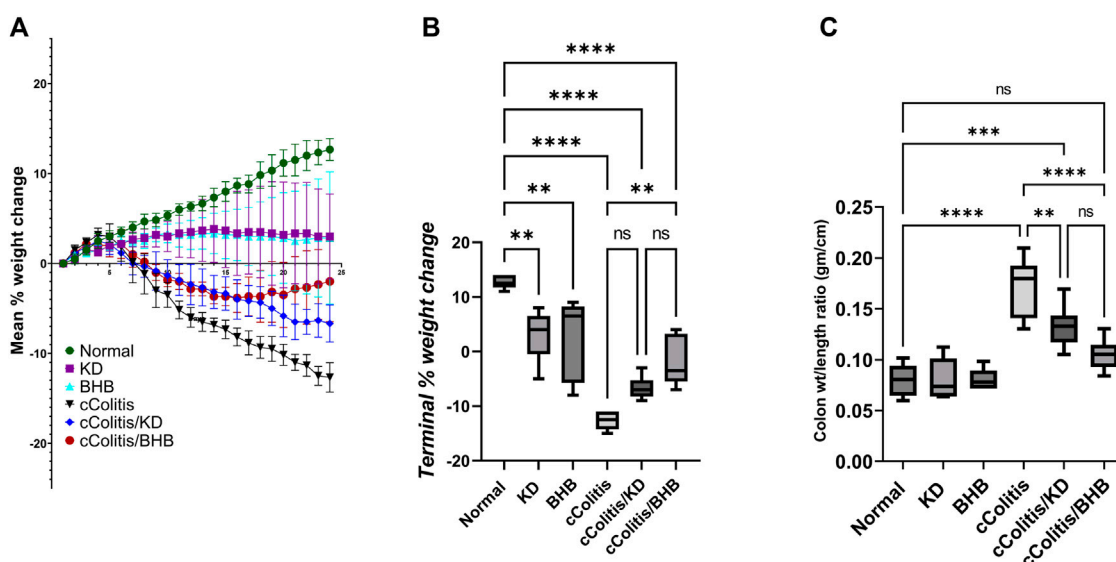 A
Mean % weight change
20
10
0
-10
-20
5
10
15
20
25
Normal
KD
BHB
cColitis
cColitis/KD
cColitis/BHB
B
****
****
****
**
**
**
ns
ns
Terminal % weight change
20
10
0
-10
-20
Normal
KD
BHB
cColitis
cColitis/KD
cColitis/BHB
C
ns
***
****
****
**
ns
Colon wt/length ratio (gm/cm)
0.25
0.20
0.15
0.10
0.05
0.00
Normal
KD
BHB
cColitis
cColitis/KD
cColitis/BHB